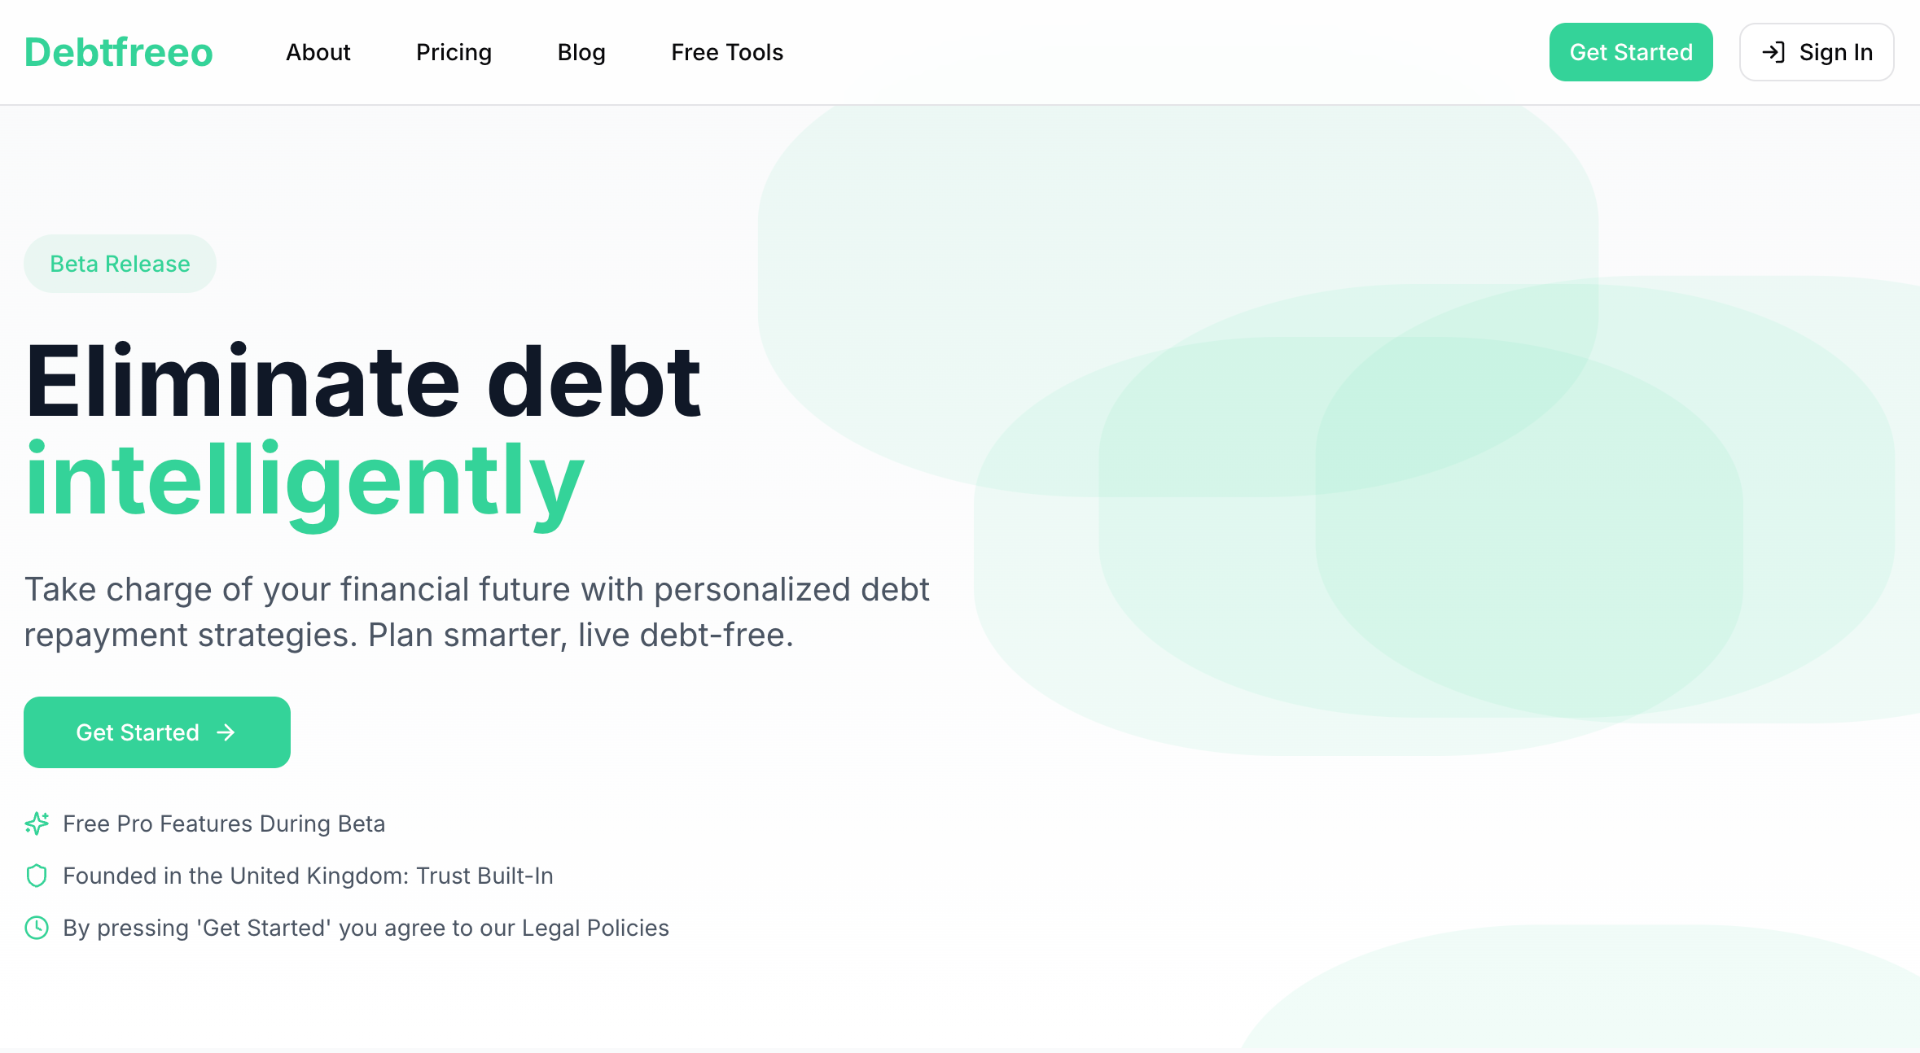 Debtfreeo
About
Pricing
Blog
Free Tools
Get Started
Sign In
Beta Release
Eliminate debt
intelligently
Take charge of your financial future with personalized debt
repayment strategies. Plan smarter, live debt-free.
Get Started
Free Pro Features During Beta
Founded in the United Kingdom: Trust Built-In
By pressing 'Get Started' you agree to our Legal Policies